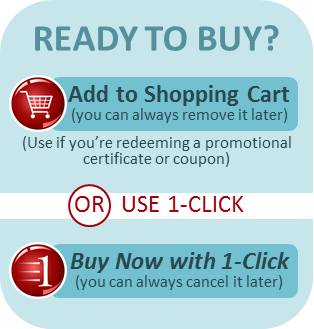 READY TO BUY?
Add to Shopping Cart
(you can always remove it later)
(Use if you're redeeming a promotional
certificate or coupon)
OR USE 1-CLICK
1 Buy Now with 1-Click
(you can always cancel it later)